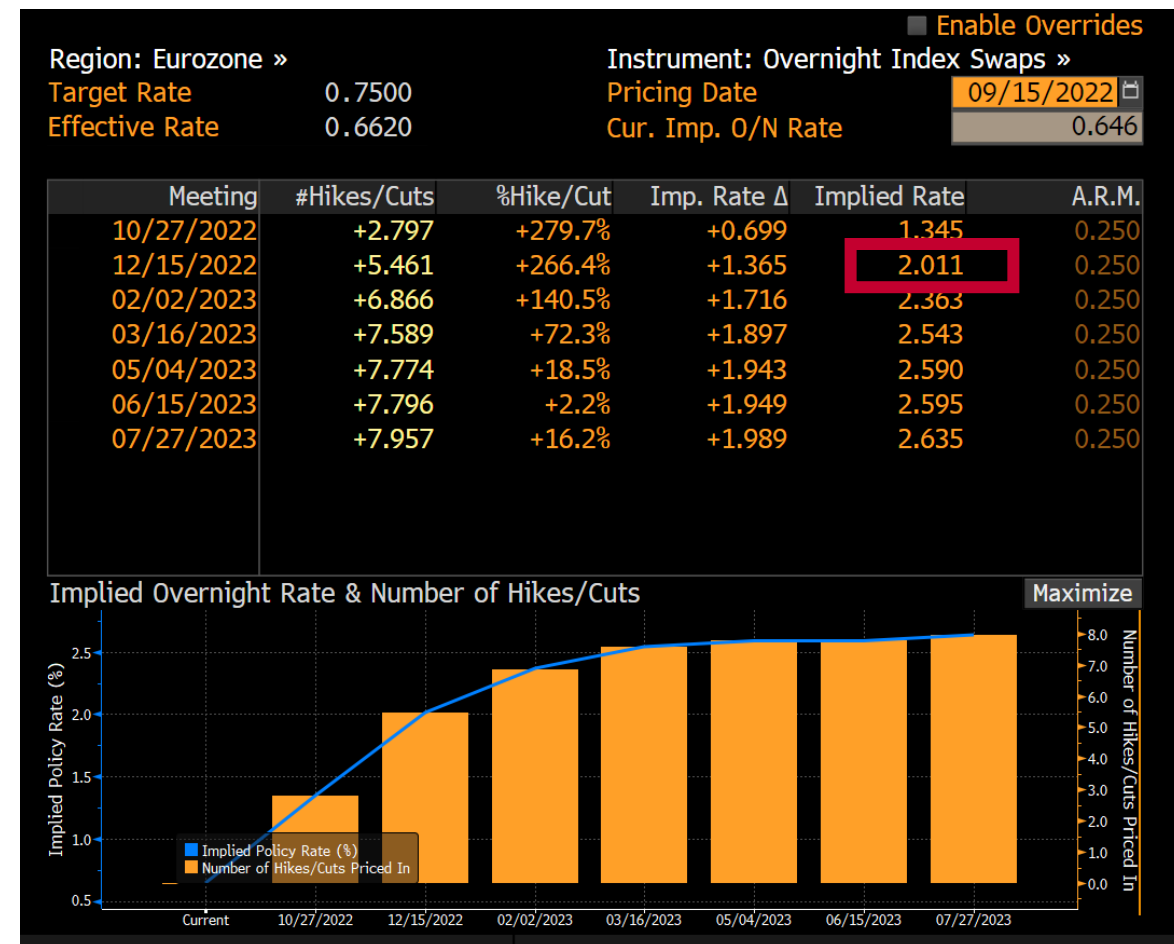 Enable Overrides
Region: Eurozone » Instrument: Overnight Index Swaps »
Target Rate 0.7500 Pricing Date 09/15/2022
Effective Rate 0.6620 Cur. Imp. O/N Rate 0.646
Meeting #Hikes/Cuts %Hike/Cut Imp. Rate Δ Implied Rate A.R.M.
10/27/2022 +2.797 +279.7% +0.699 1.345 0.250
12/15/2022 +5.461 +266.4% +1.365 2.011 0.250
02/02/2023 +6.866 +140.5% +1.716 2.363 0.250
03/16/2023 +7.589 +72.3% +1.897 2.543 0.250
05/04/2023 +7.774 +18.5% +1.943 2.590 0.250
06/15/2023 +7.796 +2.2% +1.949 2.595 0.250
07/27/2023 +7.957 +16.2% +1.989 2.635 0.250
Implied Overnight Rate & Number of Hikes/Cuts Maximize
Implied Policy Rate (%)
2.5
2.0
1.5
1.0
0.5
Implied Policy Rate (%)
Number of Hikes/Cuts Priced In
8.0
7.0
6.0
5.0
4.0
3.0
2.0
1.0
0.0
Number of Hikes/Cuts Priced In
Current 10/27/2022 12/15/2022 02/02/2023 03/16/2023 05/04/2023 06/15/2023 07/27/2023